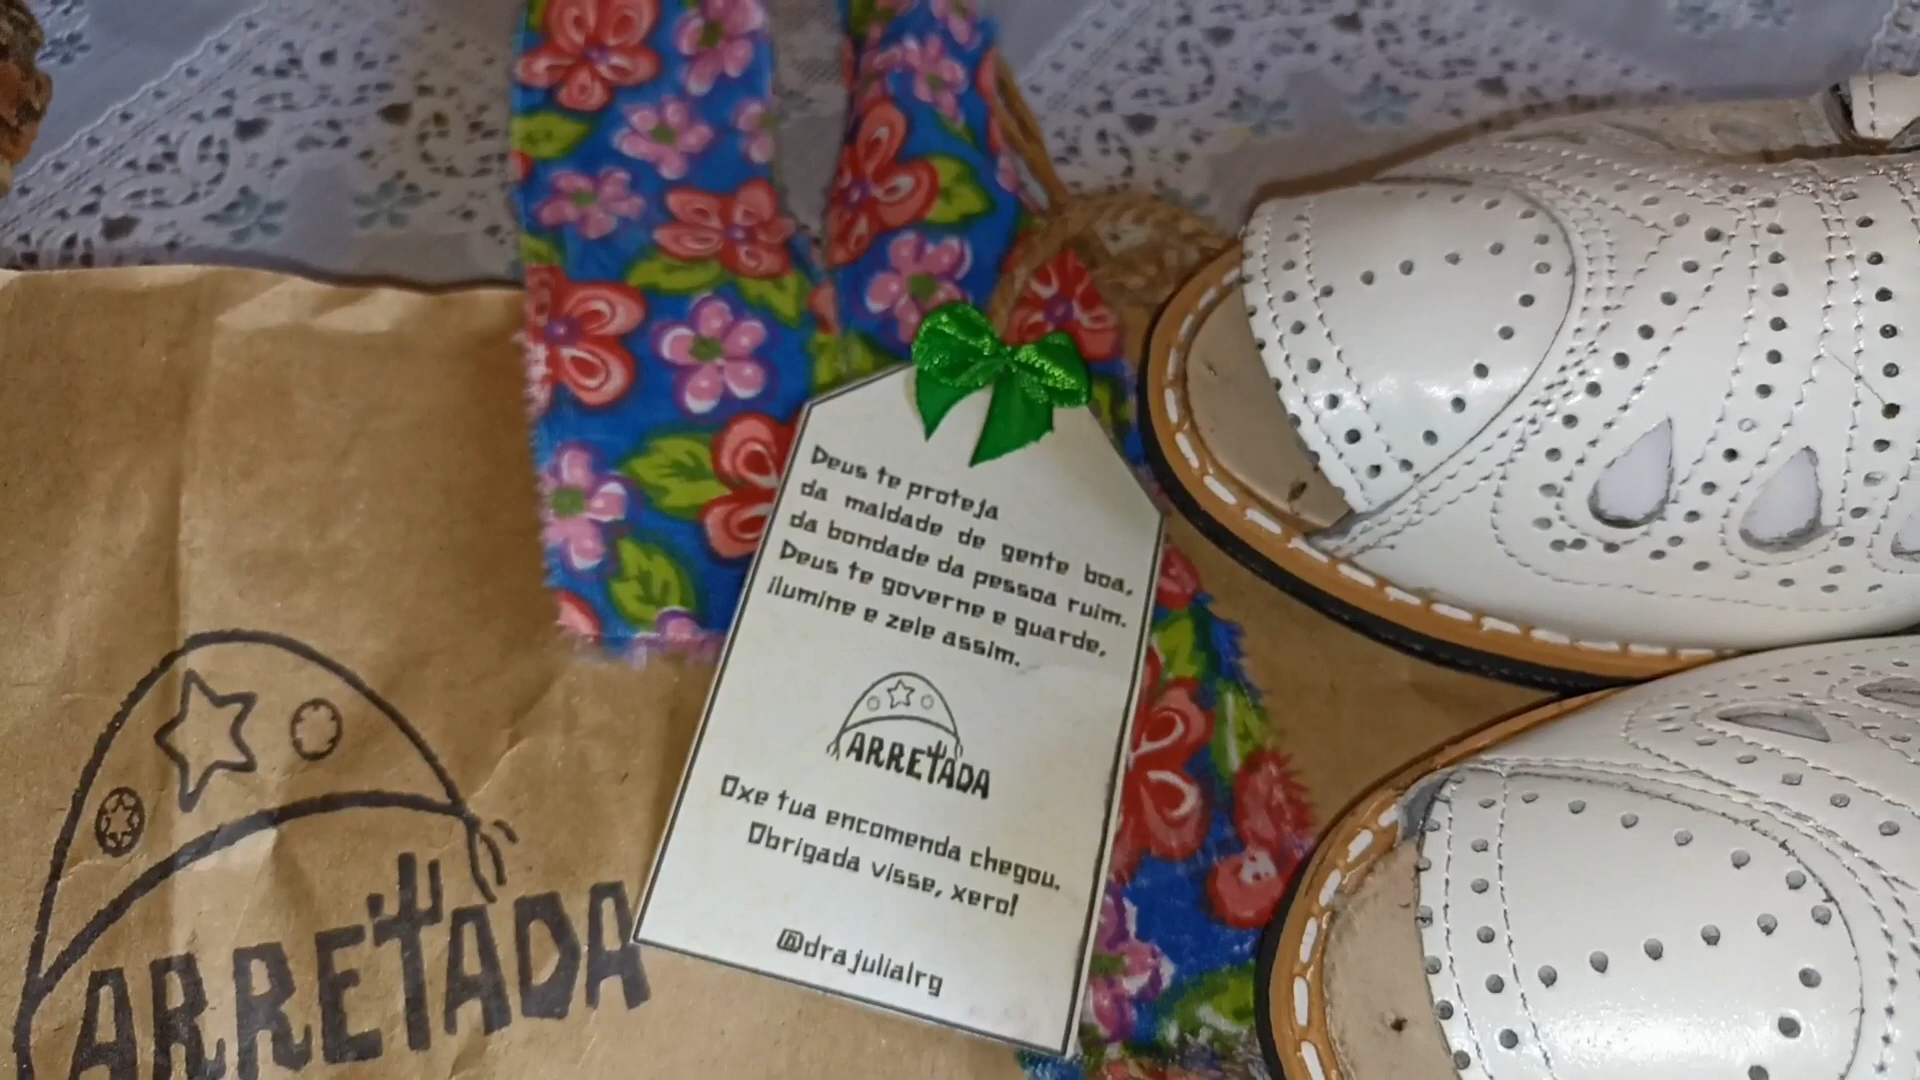 Deus te proteja
da maldade de gente boa,
da bondade da pessoa ruim.
Deus te governe e guarde,
ilumine e zele assim.
ARRETADA
Oxe tua encomenda chegou.
Obrigada visse, xero!
@drajulialrg
ARRETADA